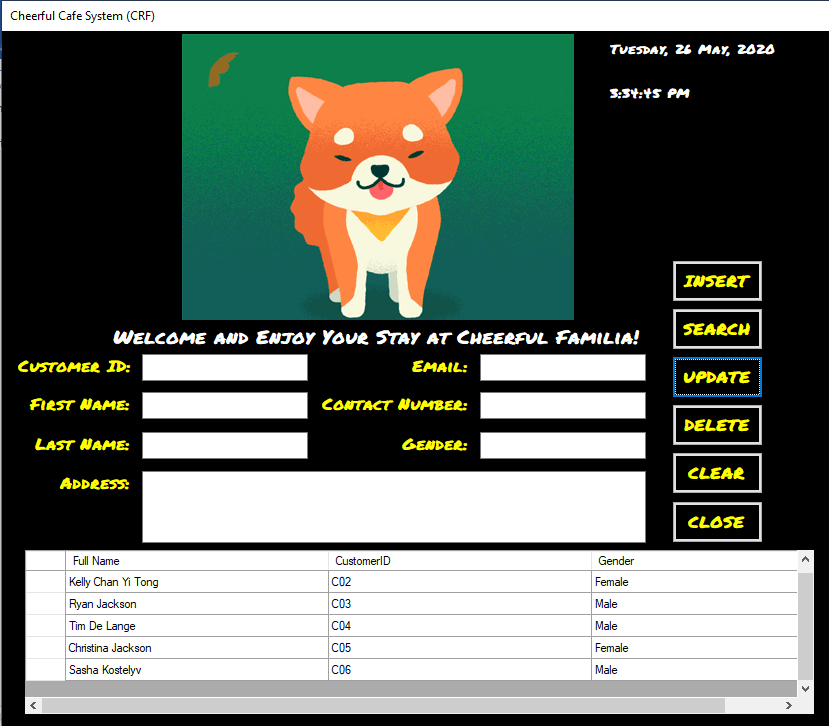 Cheerful Cafe System (CRF)
Tuesday, 26 May, 2020
3:34:45 PM
Welcome and Enjoy Your Stay at Cheerful Familia!
Customer ID:
Email:
First Name:
Contact Number:
Last Name:
Gender:
Address:
INSERT
SEARCH
UPDATE
DELETE
CLEAR
CLOSE
Full Name CustomerID Gender
Kelly Chan Yi Tong C02 Female
Ryan Jackson C03 Male
Tim De Lange C04 Male
Christina Jackson C05 Female
Sasha Kostelyv C06 Male